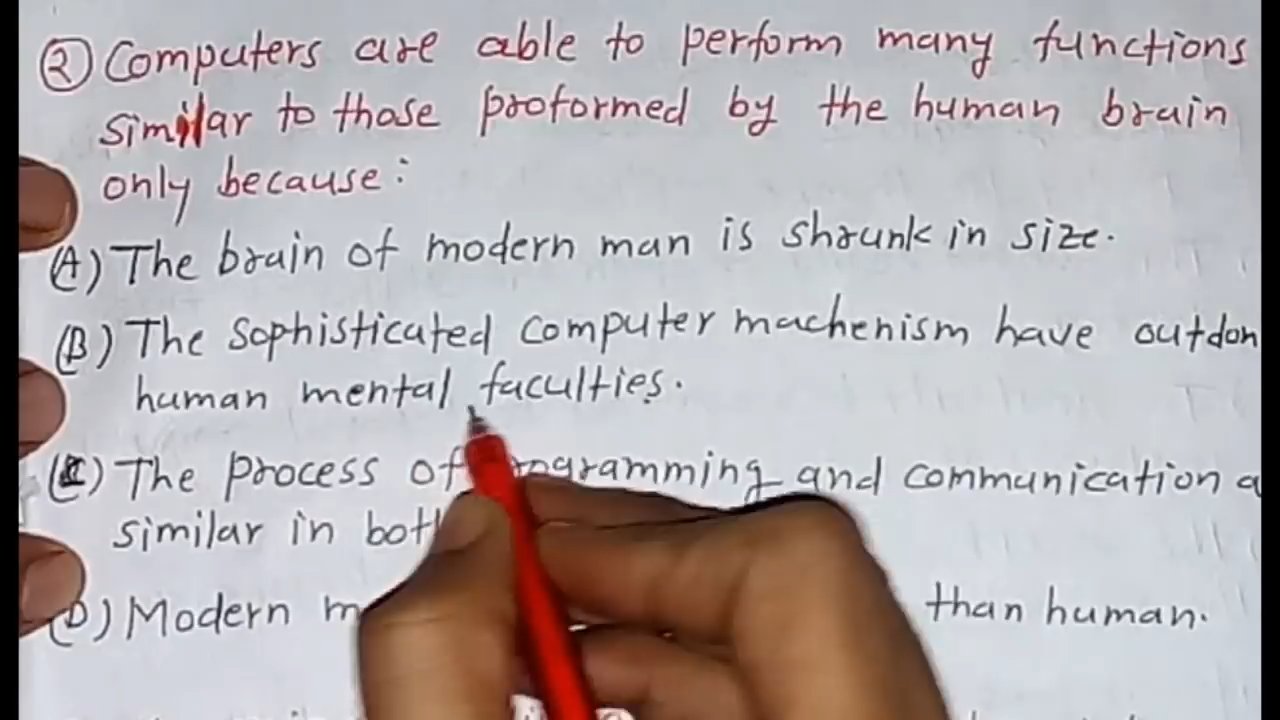 (2) Computers are able to perform many functions
similar to those proformed by the human brain
only because:
(A) The brain of modern man is shrunk in size.
(B) The sophisticated computer machenism have outdon
human mental faculties.
(C) The process of programming and communication a
similar in both
(D) Modern than human.